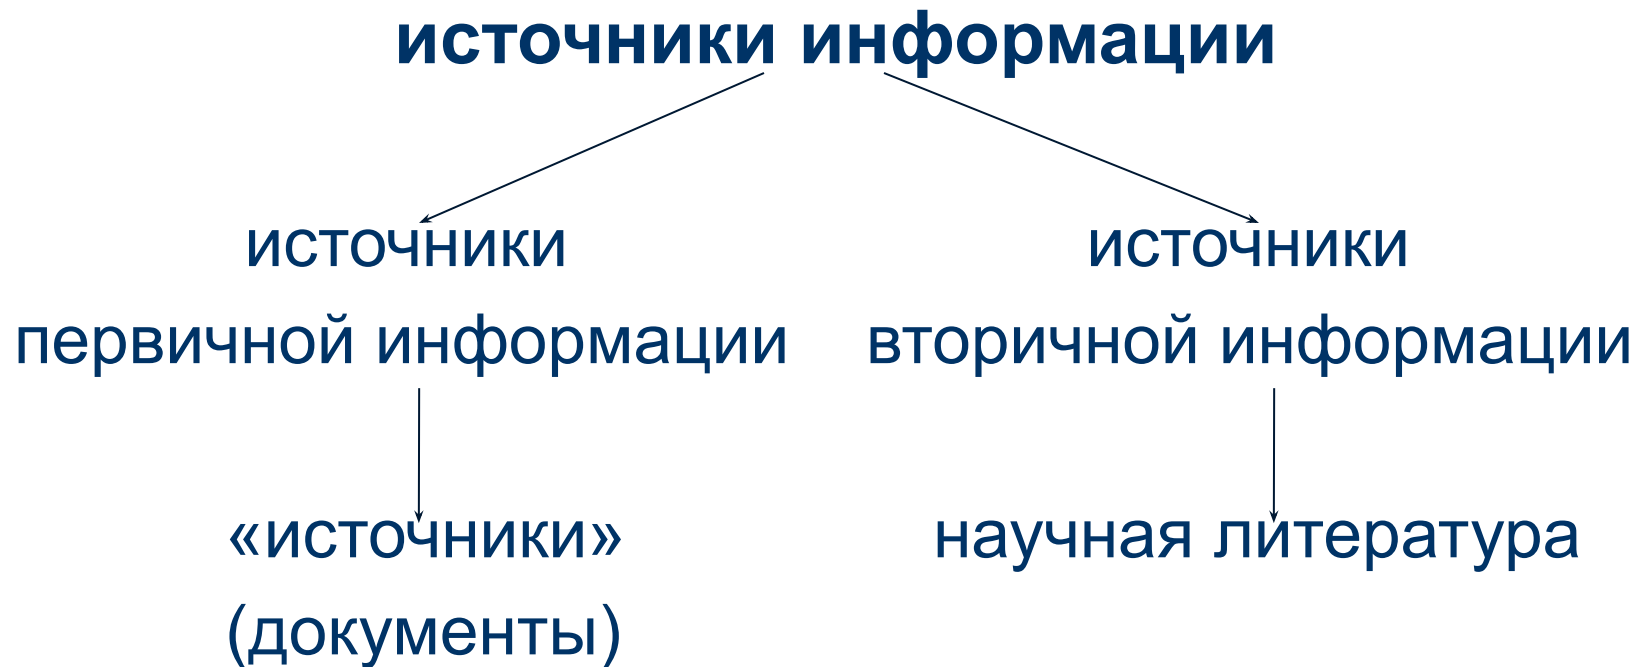 источники информации
источники
первичной информации
«источники»
(документы)
источники
вторичной информации
научная литература